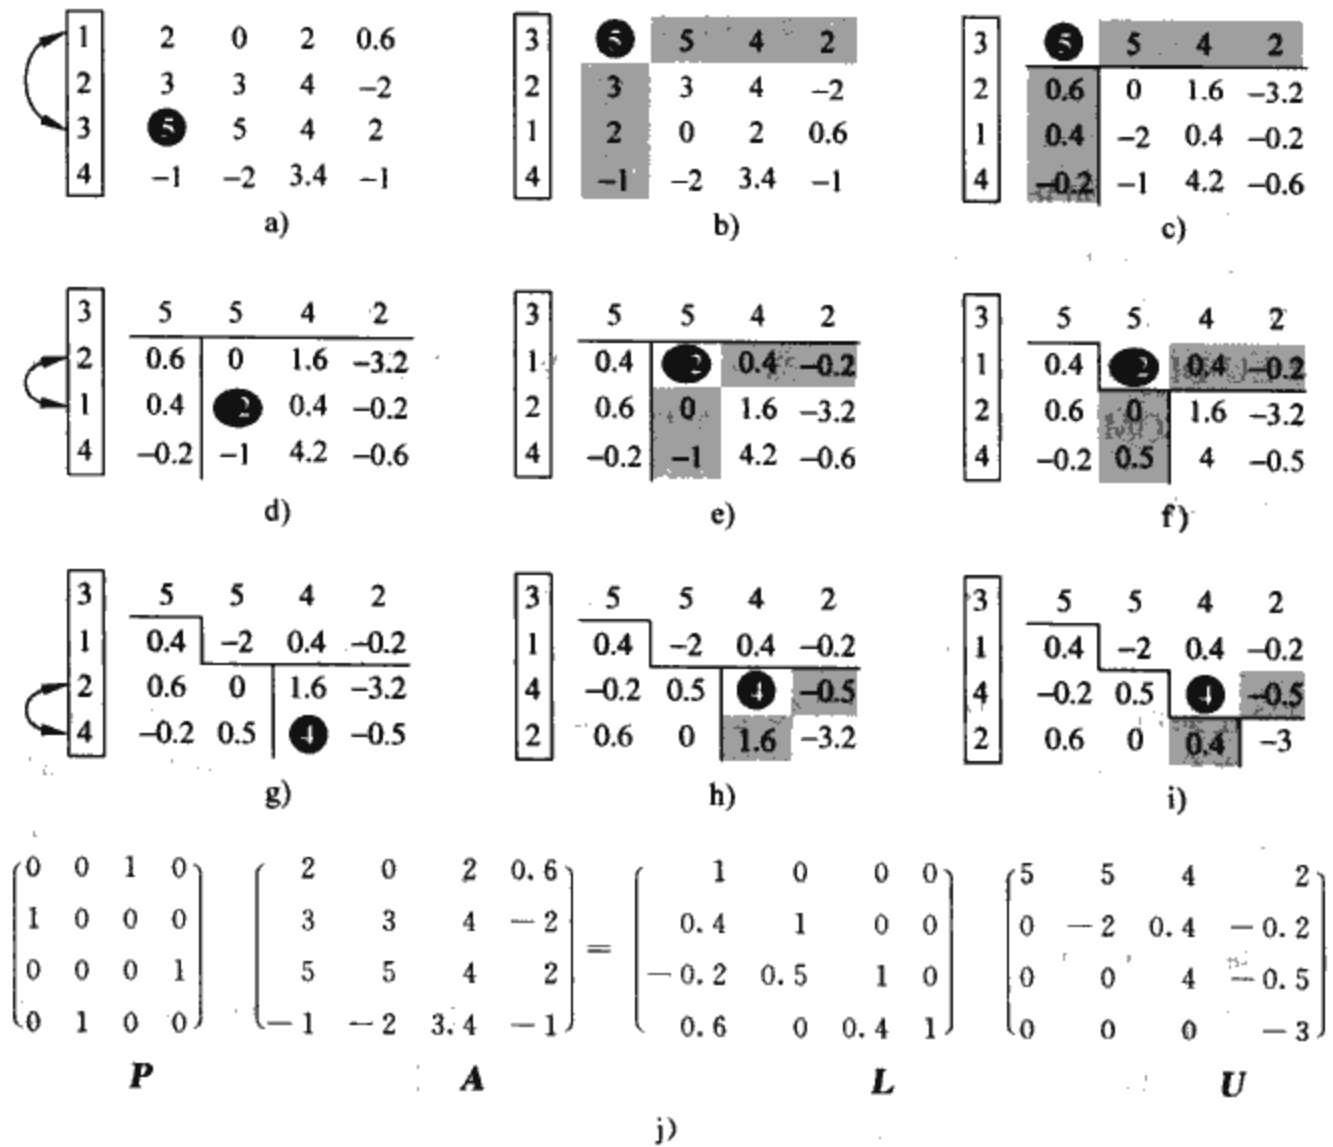 1 2 0 2 0.6
2 3 3 4 –2
3 5 5 4 2
4 –1 –2 3.4 –1
a)
3 5 5 4 2
2 3 3 4 –2
1 2 0 2 0.6
4 –1 –2 3.4 –1
b)
3 5 5 4 2
2 0.6 0 1.6 –3.2
1 0.4 –2 0.4 –0.2
4 –0.2 –1 4.2 –0.6
c)
3 5 5 4 2
2 0.6 0 1.6 –3.2
1 0.4 –2 0.4 –0.2
4 –0.2 –1 4.2 –0.6
d)
3 5 5 4 2
1 0.4 –2 0.4 –0.2
2 0.6 0 1.6 –3.2
4 –0.2 –1 4.2 –0.6
e)
3 5 5 4 2
1 0.4 –2 0.4 –0.2
2 0.6 0 1.6 –3.2
4 –0.2 0.5 4 –0.5
f)
3 5 5 4 2
1 0.4 –2 0.4 –0.2
2 0.6 0 1.6 –3.2
4 –0.2 0.5 4 –0.5
g)
3 5 5 4 2
1 0.4 –2 0.4 –0.2
4 –0.2 0.5 4 –0.5
2 0.6 0 1.6 –3.2
h)
3 5 5 4 2
1 0.4 –2 0.4 –0.2
4 –0.2 0.5 4 –0.5
2 0.6 0 0.4 –3
i)
0 0 1 0 2 0 2 0.6 1 0 0 0 5 5 4 2
1 0 0 0 3 3 4 –2 0.4 1 0 0 0 –2 0.4 –0.2
0 0 0 1 5 5 4 2 = –0.2 0.5 1 0 0 0 4 –0.5
0 1 0 0 –1 –2 3.4 –1 0.6 0 0.4 1 0 0 0 –3
P A L U
j)